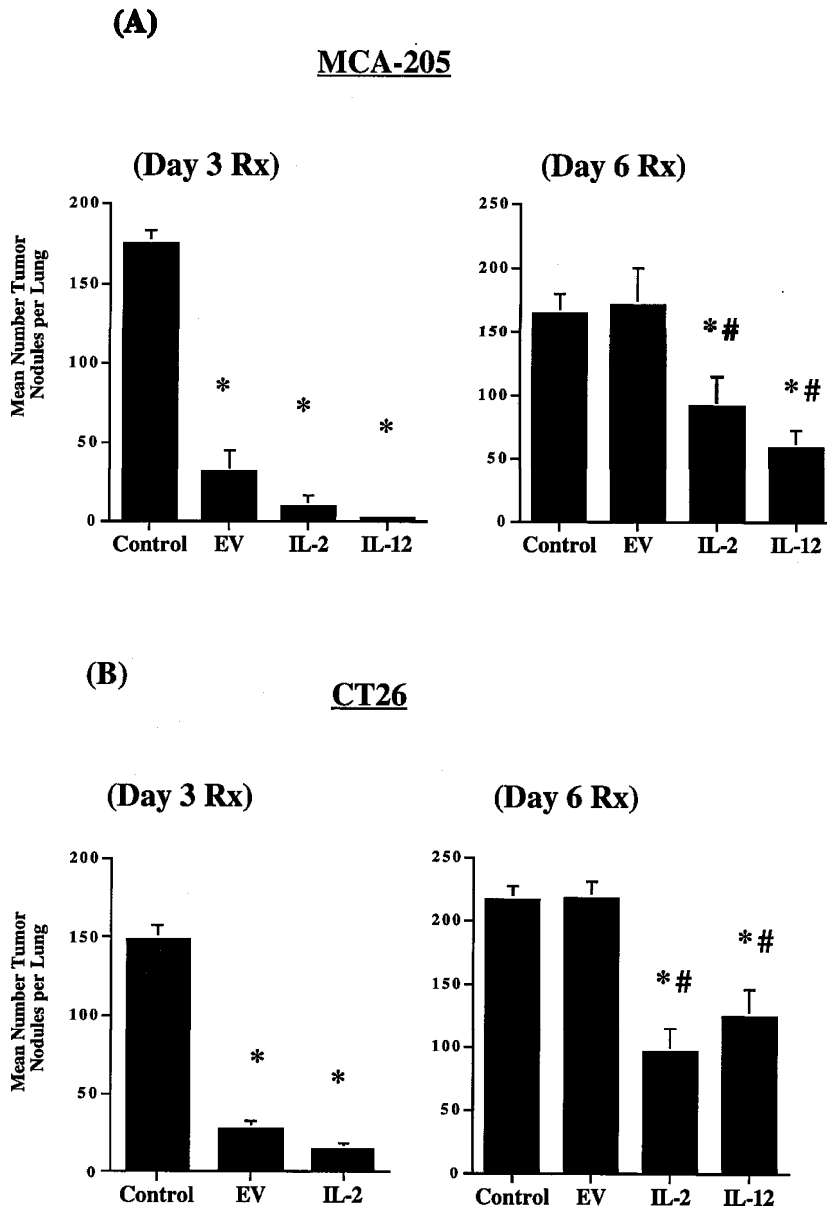 (A)
MCA-205
(Day 3 Rx)
Mean Number Tumor
Nodules per Lung
200
150
100
50
0
*
*
*
Control EV IL-2 IL-12
(Day 6 Rx)
250
200
150
100
50
0
*#
*#
Control EV IL-2 IL-12
(B)
CT26
(Day 3 Rx)
Mean Number Tumor
Nodules per Lung
200
150
100
50
0
*
*
Control EV IL-2
(Day 6 Rx)
250
200
150
100
50
0
*#
*#
Control EV IL-2 IL-12